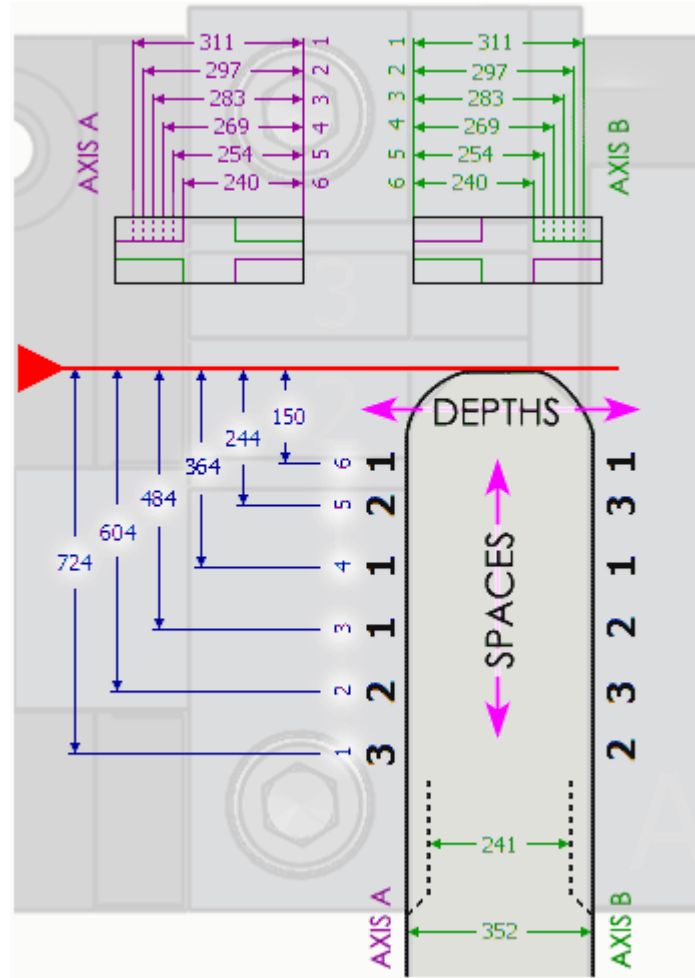 311 1
297 2
283 3
269 4
254 5
240 6
AXIS A
1 311
2 297
3 283
4 269
5 254
6 240
AXIS B
3
2
DEPTHS
150
244
364
484
604
724
6 1 1
5 2 3
4 1 1
3 1 2
2 2 3
1 3 2
SPACES
A
241
352
AXIS A
AXIS B